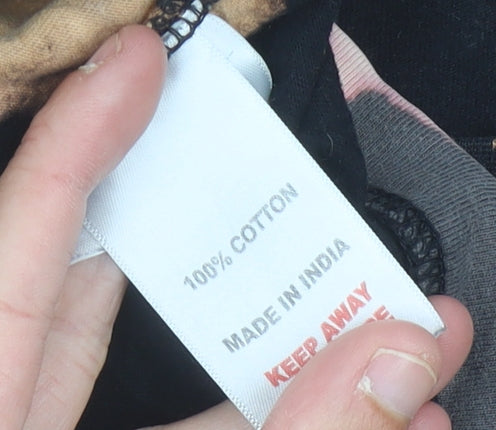 100% COTTON
MADE IN INDIA
KEEP AWAY